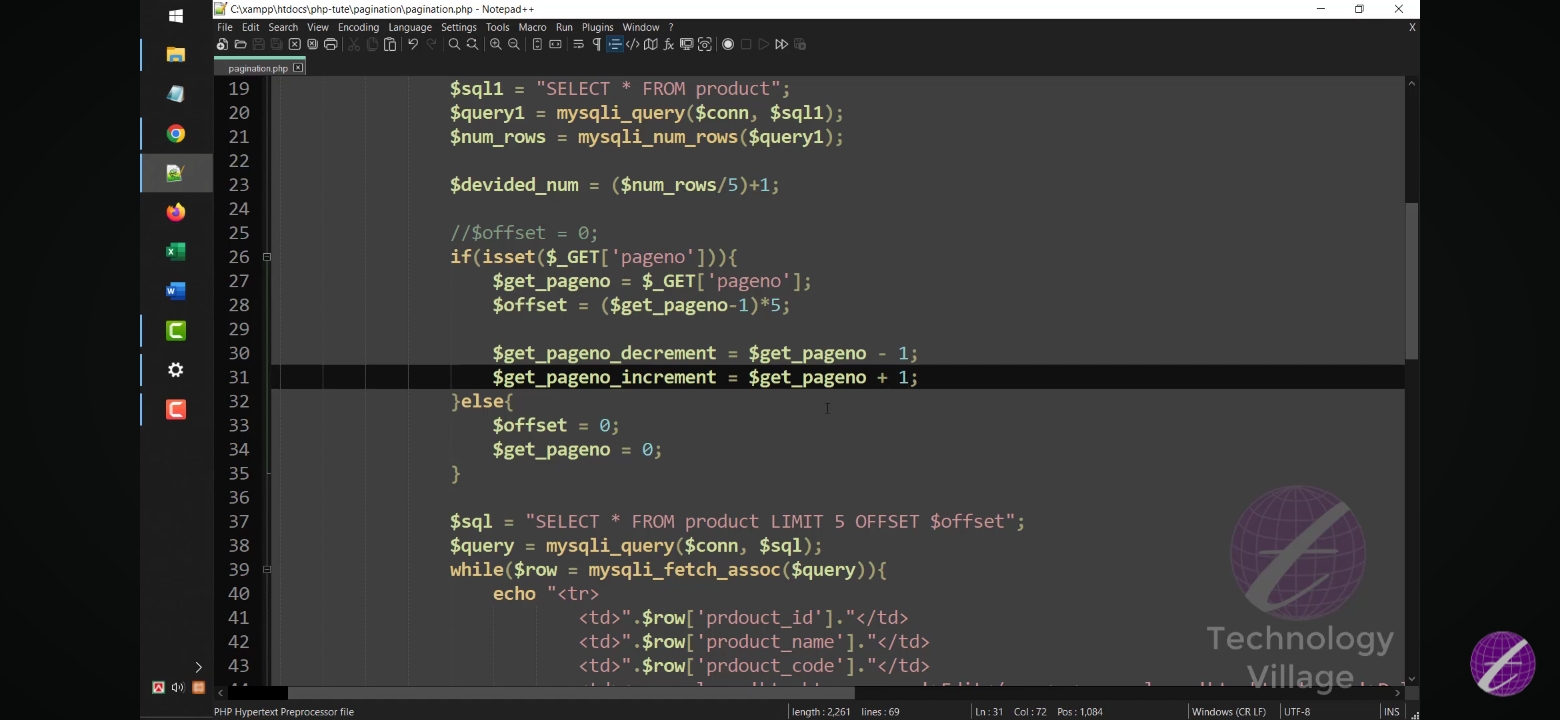 C:\xampp\htdocs\php-tute\pagination\pagination.php - Notepad++
File Edit Search View Encoding Language Settings Tools Macro Run Plugins Window ? X
pagination.php
19 $sql1 = "SELECT * FROM product";
20 $query1 = mysqli_query($conn, $sql1);
21 $num_rows = mysqli_num_rows($query1);
22
23 $devided_num = ($num_rows/5)+1;
24
25 //$offset = 0;
26 if(isset($_GET['pageno'])){
27 $get_pageno = $_GET['pageno'];
28 $offset = ($get_pageno-1)*5;
29
30 $get_pageno_decrement = $get_pageno - 1;
31 $get_pageno_increment = $get_pageno + 1;
32 }else{
33 $offset = 0;
34 $get_pageno = 0;
35 }
36
37 $sql = "SELECT * FROM product LIMIT 5 OFFSET $offset";
38 $query = mysqli_query($conn, $sql);
39 while($row = mysqli_fetch_assoc($query)){
40 echo "<tr>
41 <td>".$row['prdouct_id']."</td>
42 <td>".$row['product_name']."</td>
43 <td>".$row['prdouct_code']."</td>
Technology
Village
PHP Hypertext Preprocessor file length : 2,261 lines : 69 Ln : 31 Col : 72 Pos : 1,084 Windows (CR LF) UTF-8 INS